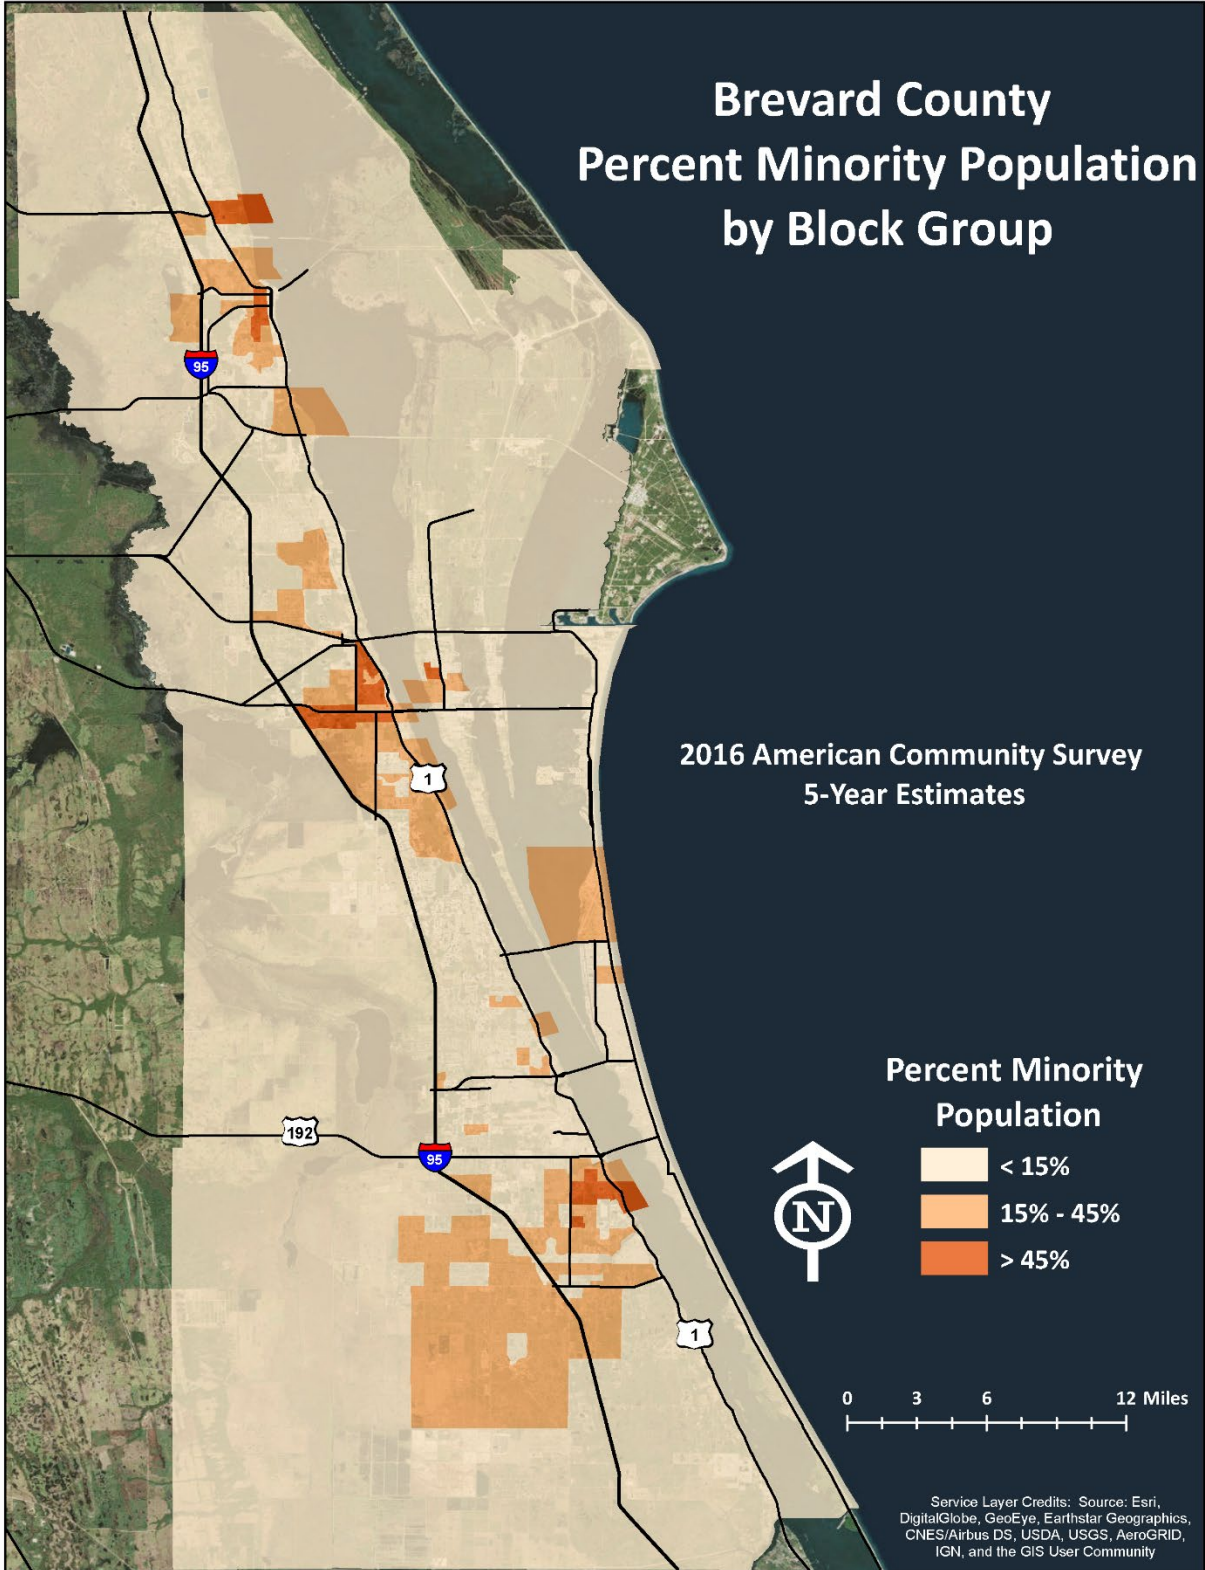 Brevard County
Percent Minority Population
by Block Group
95
2016 American Community Survey
5-Year Estimates
1
192
95
Percent Minority
Population
< 15%
N
15% - 45%
> 45%
1
0 3 6 12 Miles
Service Layer Credits: Source: Esri,
DigitalGlobe, GeoEye, Earthstar Geographics,
CNES/Airbus DS, USDA, USGS, AeroGRID,
IGN, and the GIS User Community